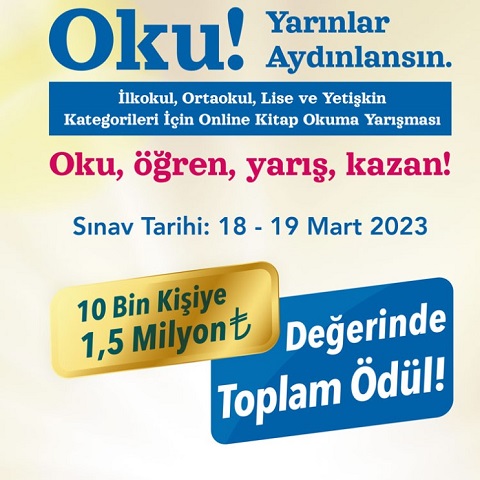 Oku! Yarınlar
Aydınlansın.
İlkokul, Ortaokul, Lise ve Yetişkin
Kategorileri İçin Online Kitap Okuma Yarışması
Oku, öğren, yarış, kazan!
Sınav Tarihi: 18 - 19 Mart 2023
10 Bin Kişiye
1,5 Milyon ₺
Değerinde
Toplam Ödül!